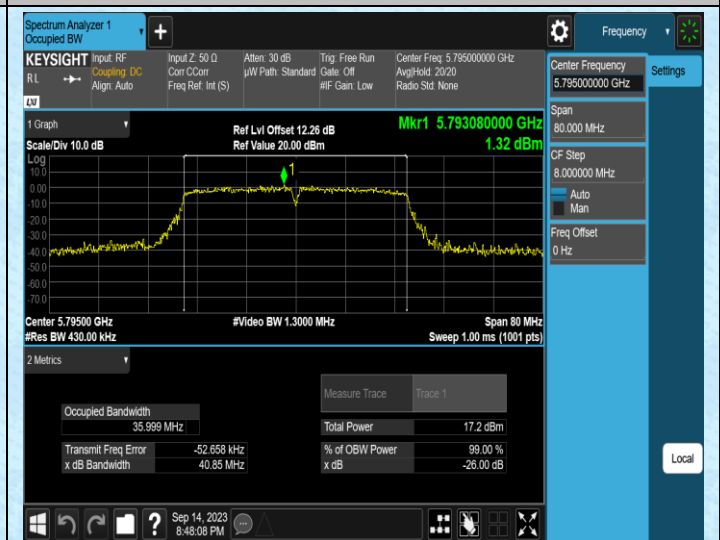 Spectrum Analyzer 1
Occupied BW
Frequency
KEYSIGHT
R L
LXI
Input: RF
Coupling: DC
Align: Auto
Input Z: 50 Ω
Corr CCorr
Freq Ref: Int (S)
Atten: 30 dB
µW Path: Standard
Trig: Free Run
Gate: Off
#IF Gain: Low
Center Freq: 5.795000000 GHz
Avg|Hold: 20/20
Radio Std: None
Center Frequency
5.795000000 GHz
Settings
Span
80.000 MHz
CF Step
8.000000 MHz
Auto
Man
Freq Offset
0 Hz
1 Graph
Scale/Div 10.0 dB
Ref Lvl Offset 12.26 dB
Ref Value 20.00 dBm
Mkr1 5.793080000 GHz
1.32 dBm
Log
10.0
0.00
-10.0
-20.0
-30.0
-40.0
-50.0
-60.0
-70.0
1
Center 5.79500 GHz
#Video BW 1.3000 MHz
Span 80 MHz
#Res BW 430.00 kHz
Sweep 1.00 ms (1001 pts)
2 Metrics
Measure Trace
Trace 1
Occupied Bandwidth
35.999 MHz
Total Power
17.2 dBm
Transmit Freq Error
-52.658 kHz
% of OBW Power
99.00 %
x dB Bandwidth
40.85 MHz
x dB
-26.00 dB
Local
?
Sep 14, 2023
8:48:08 PM